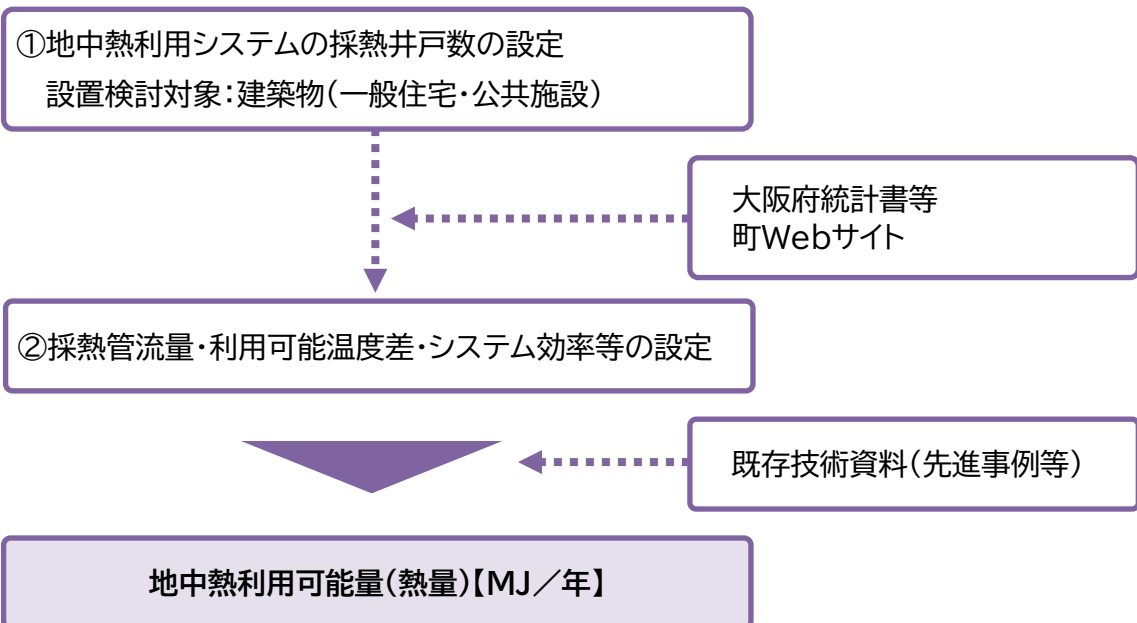 ①地中熱利用システムの採熱井戸数の設定
設置検討対象：建築物（一般住宅・公共施設）
大阪府統計書等
町Webサイト
②採熱管流量・利用可能温度差・システム効率等の設定
既存技術資料（先進事例等）
地中熱利用可能量（熱量）【MJ／年】